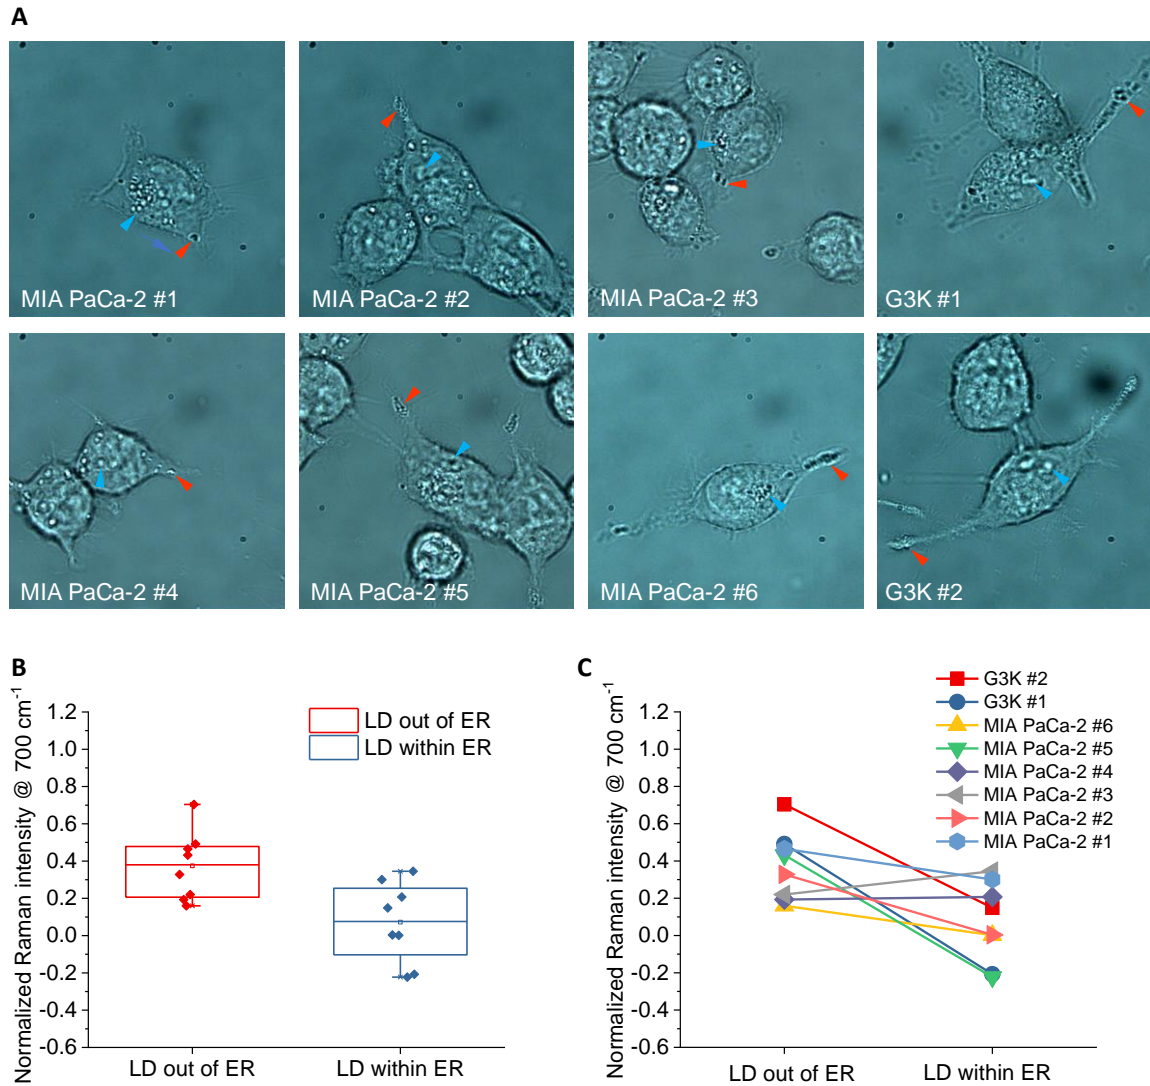 A
MIA PaCa-2 #1
MIA PaCa-2 #2
MIA PaCa-2 #3
G3K #1
MIA PaCa-2 #4
MIA PaCa-2 #5
MIA PaCa-2 #6
G3K #2
B
Normalized Raman intensity @ 700 cm⁻¹
1.2
1.0
0.8
0.6
0.4
0.2
0.0
-0.2
-0.4
-0.6
LD out of ER
LD within ER
LD out of ER
LD within ER
C
Normalized Raman intensity @ 700 cm⁻¹
1.2
1.0
0.8
0.6
0.4
0.2
0.0
-0.2
-0.4
-0.6
G3K #2
G3K #1
MIA PaCa-2 #6
MIA PaCa-2 #5
MIA PaCa-2 #4
MIA PaCa-2 #3
MIA PaCa-2 #2
MIA PaCa-2 #1
LD out of ER
LD within ER